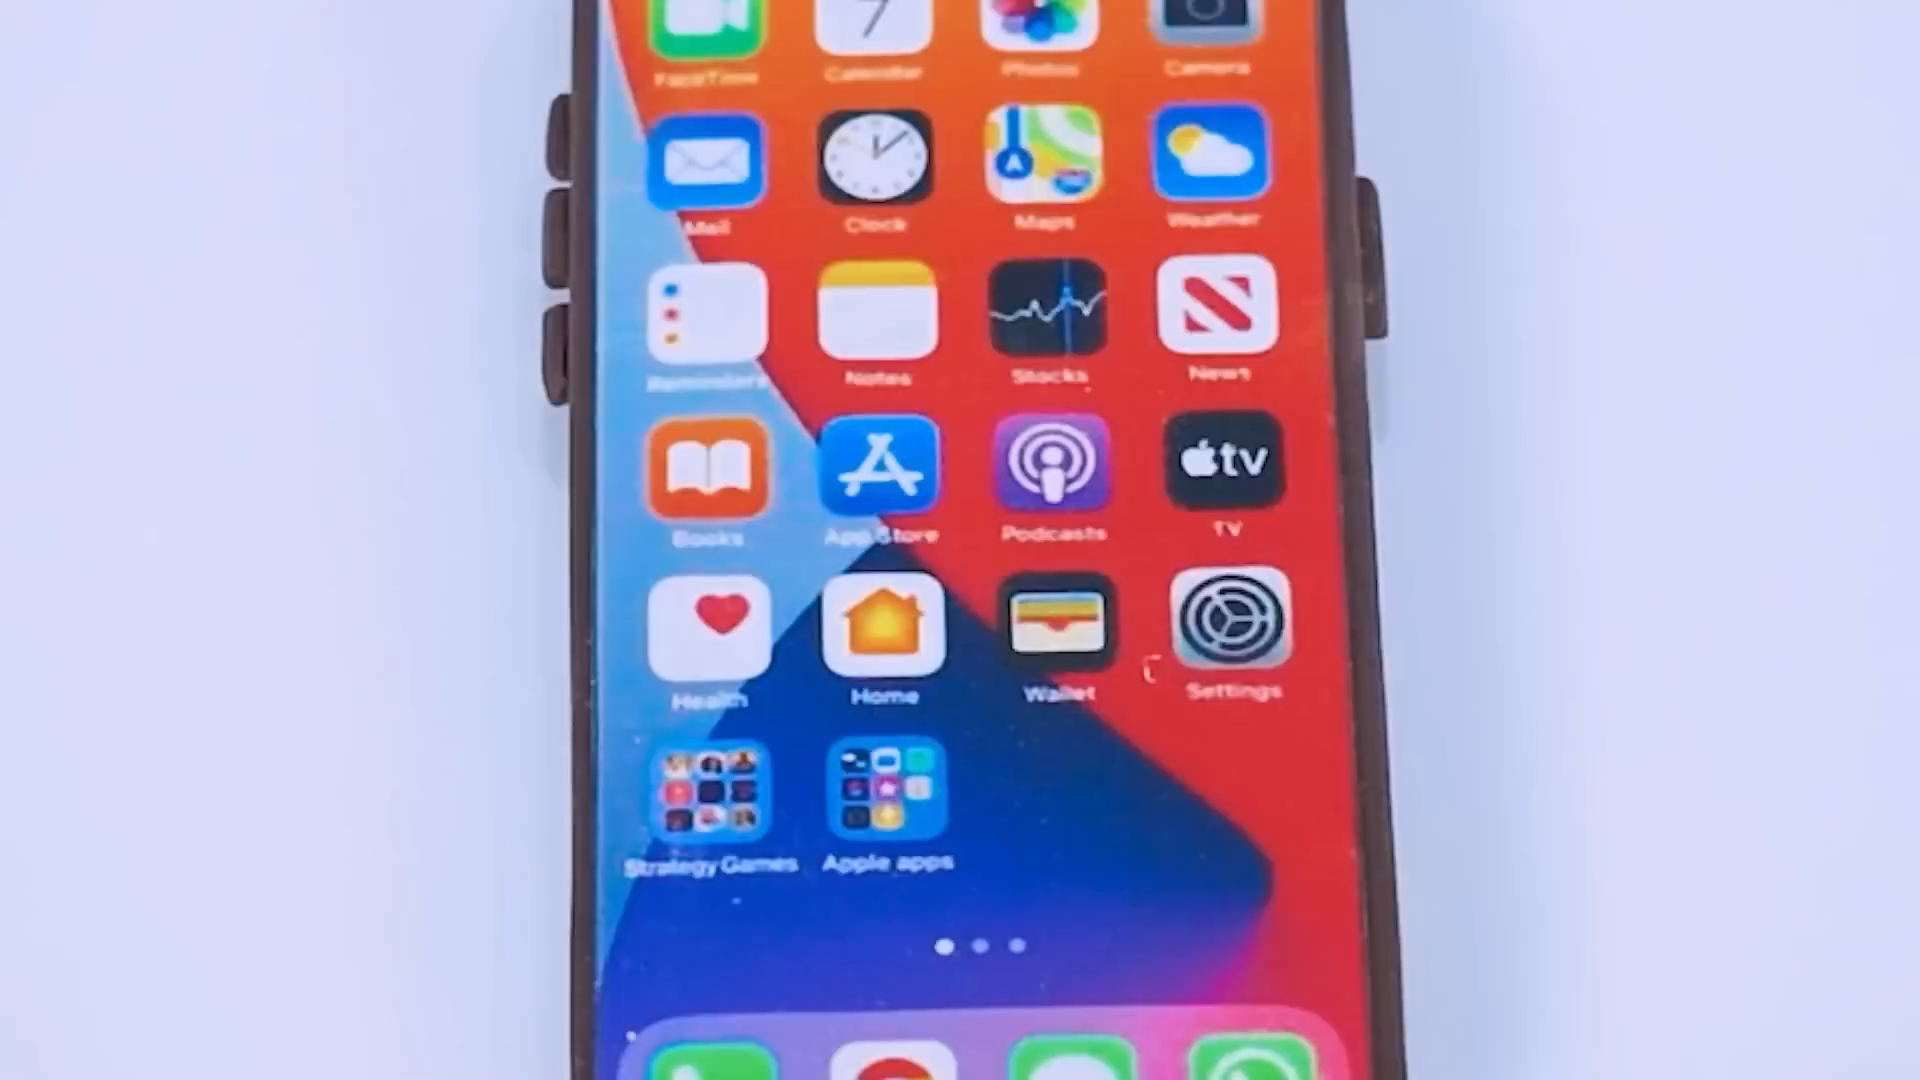 7
FaceTime Calendar Photos Camera
Mail Clock Maps Weather
Reminders Notes Stocks News
tv
Books App Store Podcasts TV
Health Home Wallet Settings
Strategy Games Apple apps